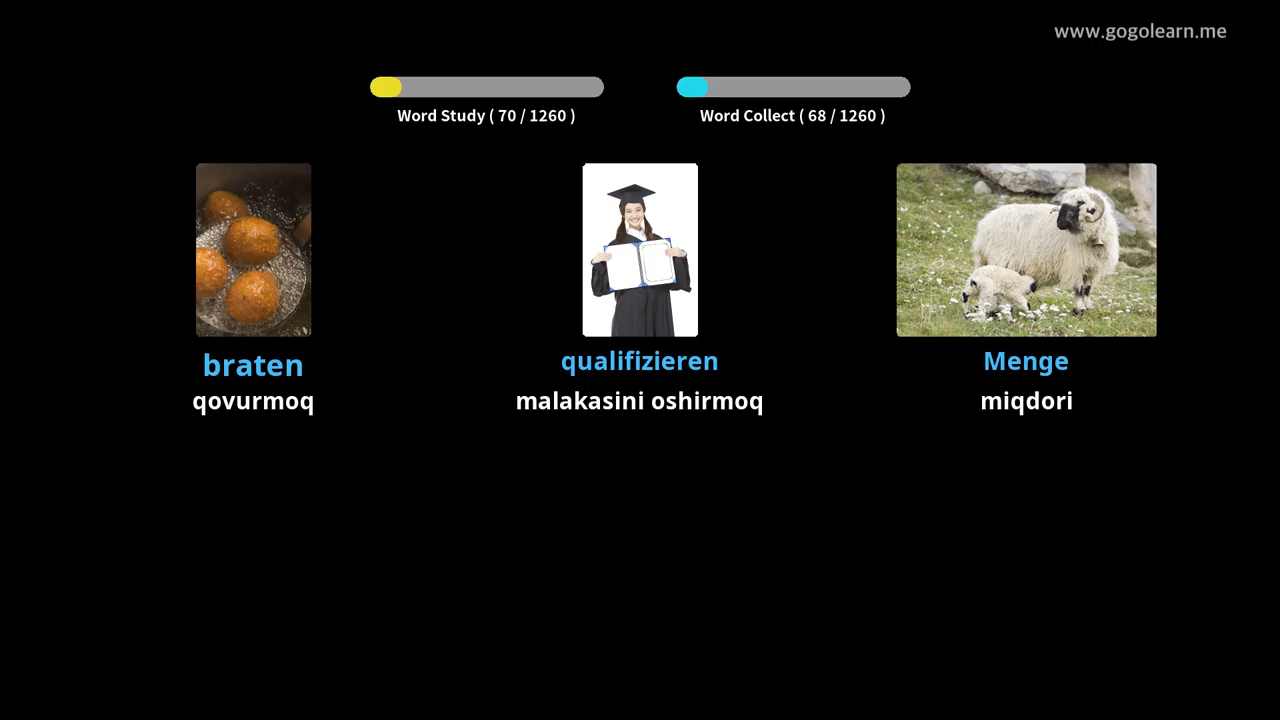 www.gogolearn.me
Word Study ( 70 / 1260 )
Word Collect ( 68 / 1260 )
braten
qovurmoq
qualifizieren
malakasini oshirmoq
Menge
miqdori